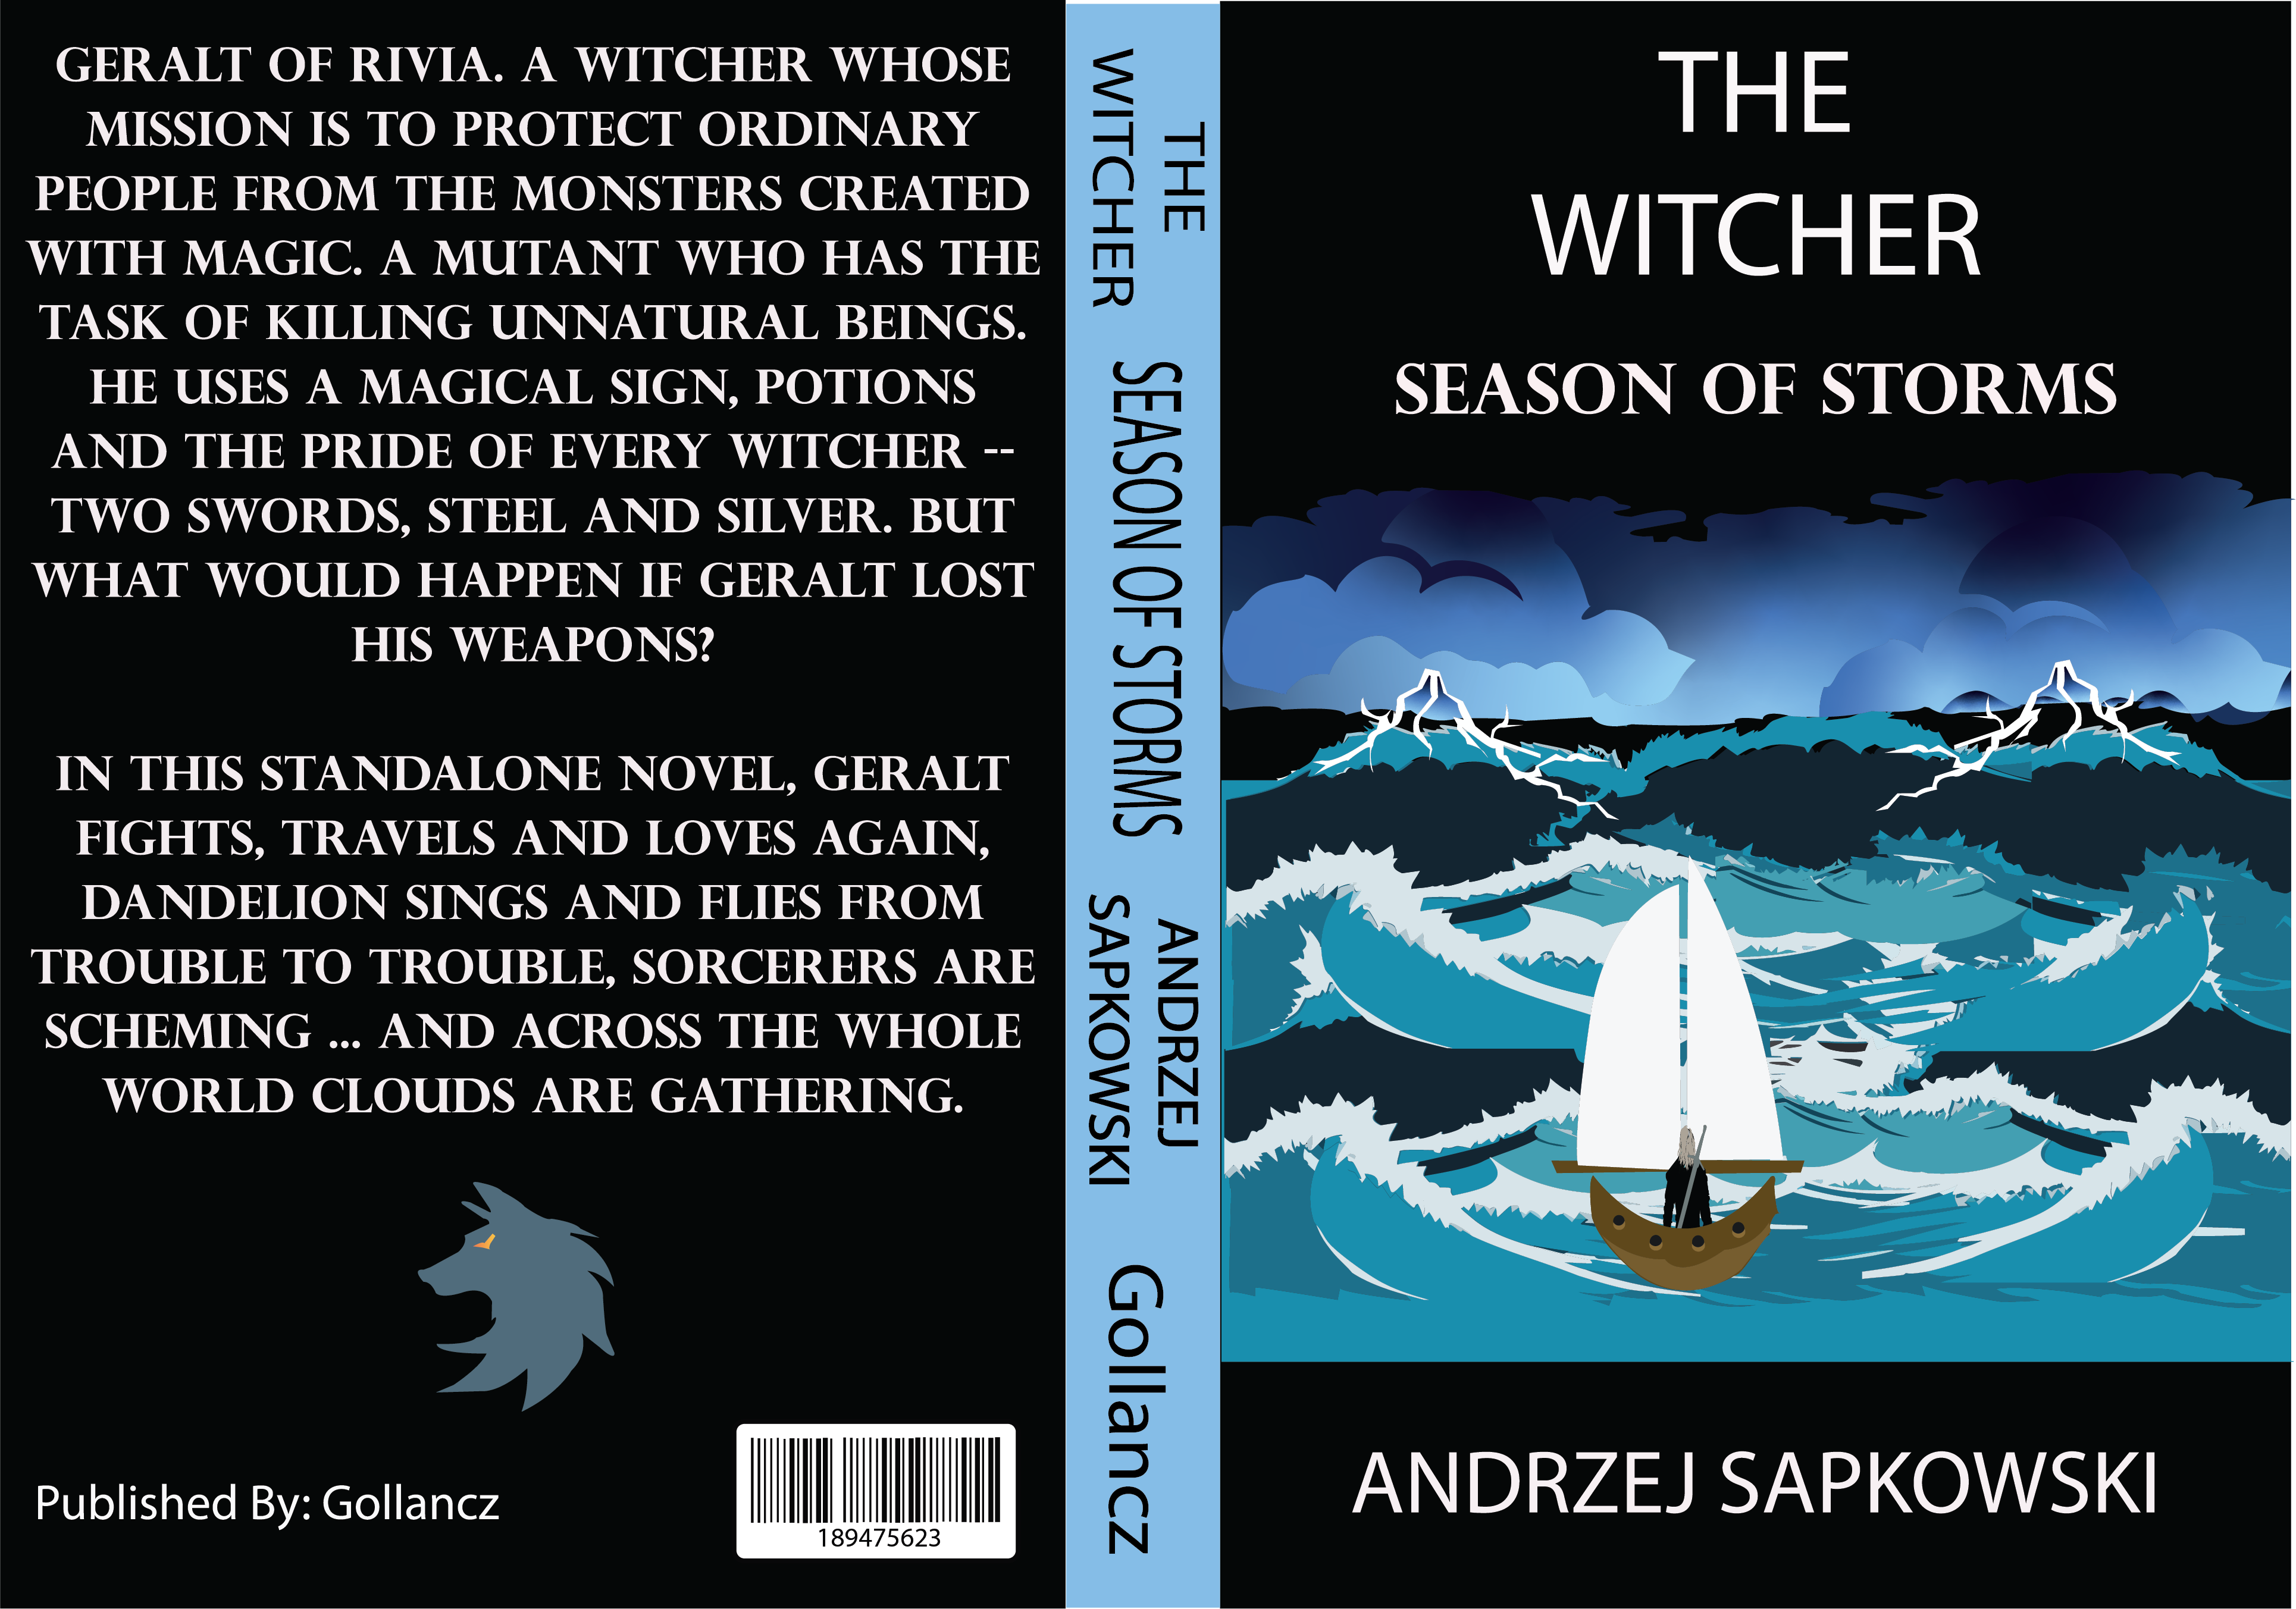 GERALT OF RIVIA. A WITCHER WHOSE
MISSION IS TO PROTECT ORDINARY
PEOPLE FROM THE MONSTERS CREATED
WITH MAGIC. A MUTANT WHO HAS THE
TASK OF KILLING UNNATURAL BEINGS.
HE USES A MAGICAL SIGN, POTIONS
AND THE PRIDE OF EVERY WITCHER --
TWO SWORDS, STEEL AND SILVER. BUT
WHAT WOULD HAPPEN IF GERALT LOST
HIS WEAPONS?
IN THIS STANDALONE NOVEL, GERALT
FIGHTS, TRAVELS AND LOVES AGAIN,
DANDELION SINGS AND FLIES FROM
TROUBLE TO TROUBLE, SORCERERS ARE
SCHEMING ... AND ACROSS THE WHOLE
WORLD CLOUDS ARE GATHERING.
Published By: Gollancz
189475623
THE
WITCHER
SEASON OF STORMS
ANDRZEJ
SAPKOWSKI
Gollancz
THE
WITCHER
SEASON OF STORMS
ANDRZEJ SAPKOWSKI